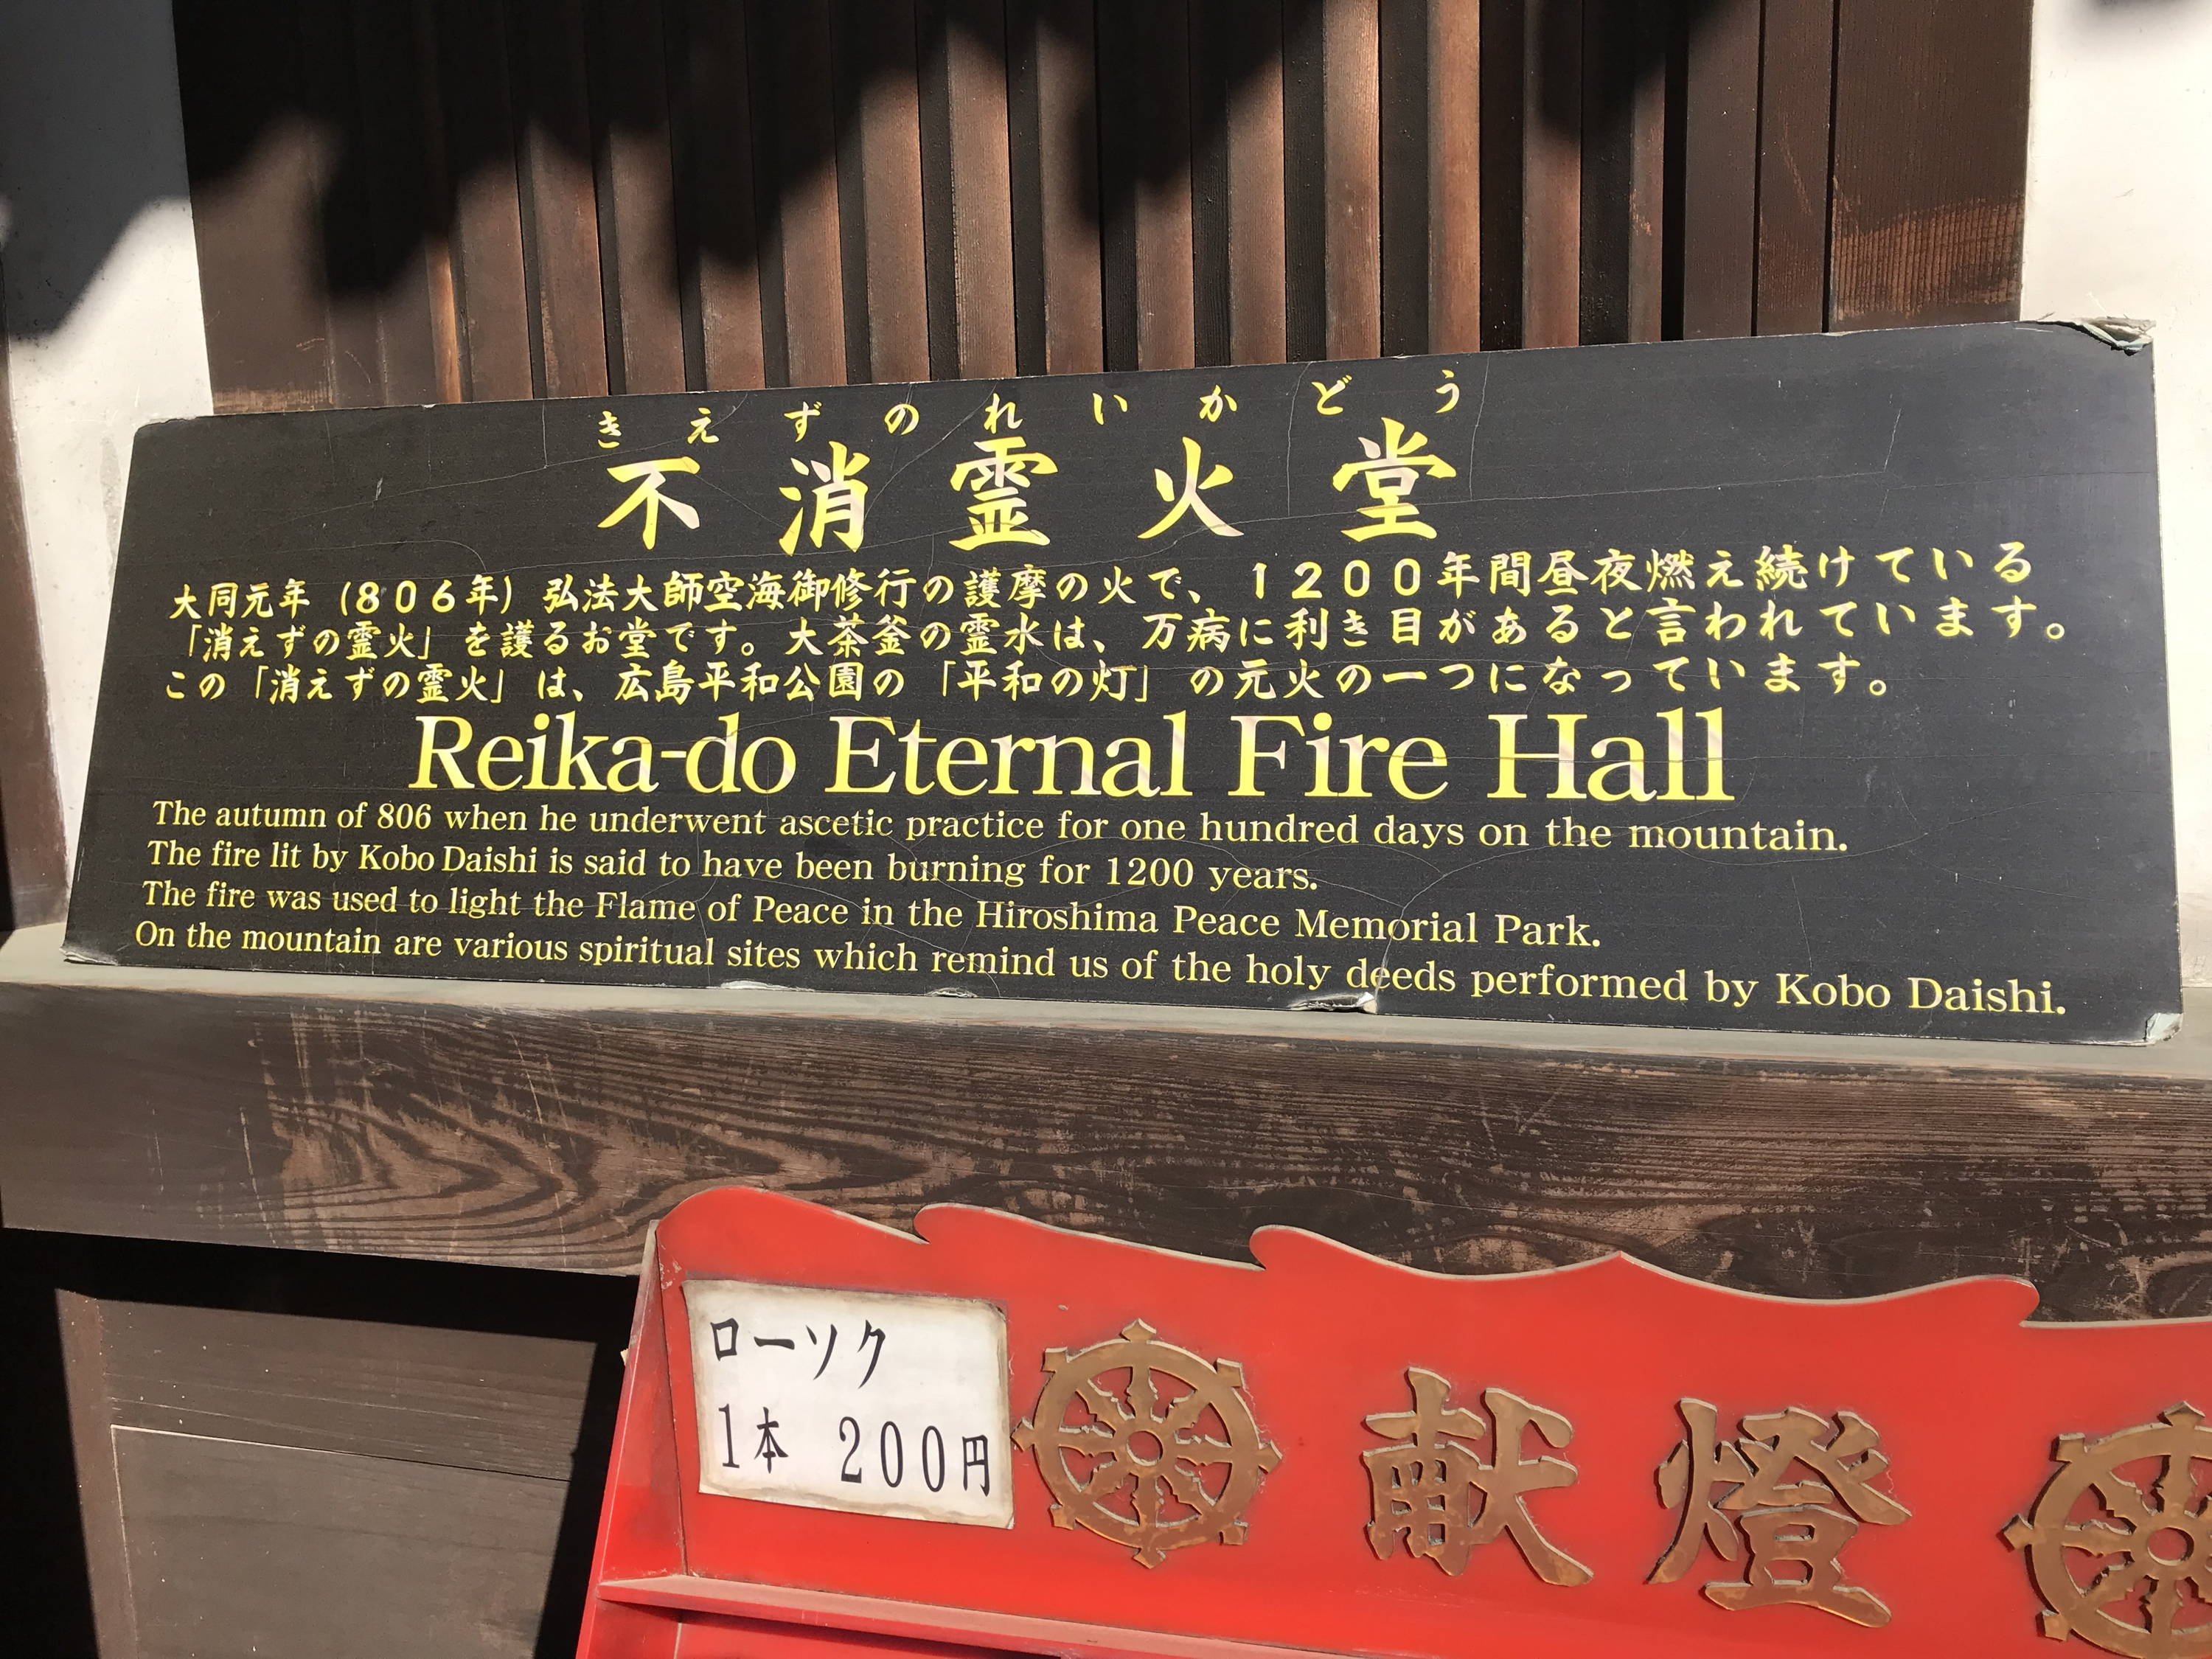 きえずのれいかどう
不消霊火堂
大同元年（８０６年）弘法大師空海御修行の護摩の火で、１２００年間昼夜燃え続けている
「消えずの霊火」を護るお堂です。大茶釜の霊水は、万病に利き目があると言われています。
この「消えずの霊火」は、広島平和公園の「平和の灯」の元火の一つになっています。
Reika-do Eternal Fire Hall
The autumn of 806 when he underwent ascetic practice for one hundred days on the mountain.
The fire lit by Kobo Daishi is said to have been burning for 1200 years.
The fire was used to light the Flame of Peace in the Hiroshima Peace Memorial Park.
On the mountain are various spiritual sites which remind us of the holy deeds performed by Kobo Daishi.
ローソク
1本 200円
献燈